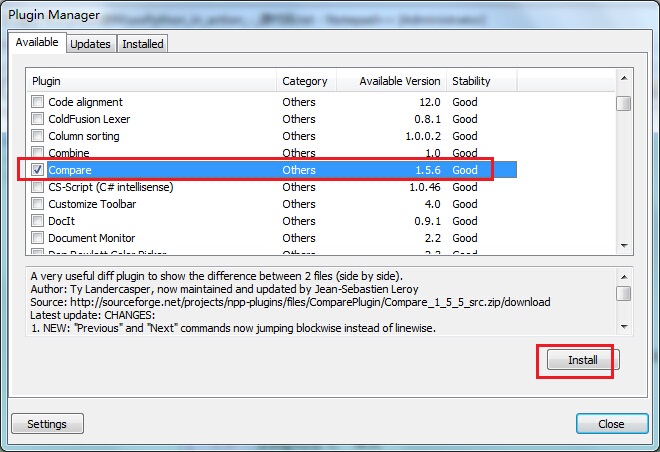 Plugin Manager
Available Updates Installed
Plugin Category Available Version Stability
Code alignment Others 12.0 Good
ColdFusion Lexer Others 0.8.1 Good
Column sorting Others 1.0.0.2 Good
Combine Others 1.0 Good
Compare Others 1.5.6 Good
CS-Script (C# intellisense) Others 1.0.46 Good
Customize Toolbar Others 4.0 Good
DocIt Others 0.9.1 Good
Document Monitor Others 2.2 Good
A very useful diff plugin to show the difference between 2 files (side by side).
Author: Ty Landercasper, now maintained and updated by Jean-Sebastien Leroy
Source: http://sourceforge.net/projects/npp-plugins/files/ComparePlugin/Compare_1_5_5_src.zip/download
Latest update: CHANGES:
1. NEW: "Previous" and "Next" commands now jumping blockwise instead of linewise.
Install
Settings Close